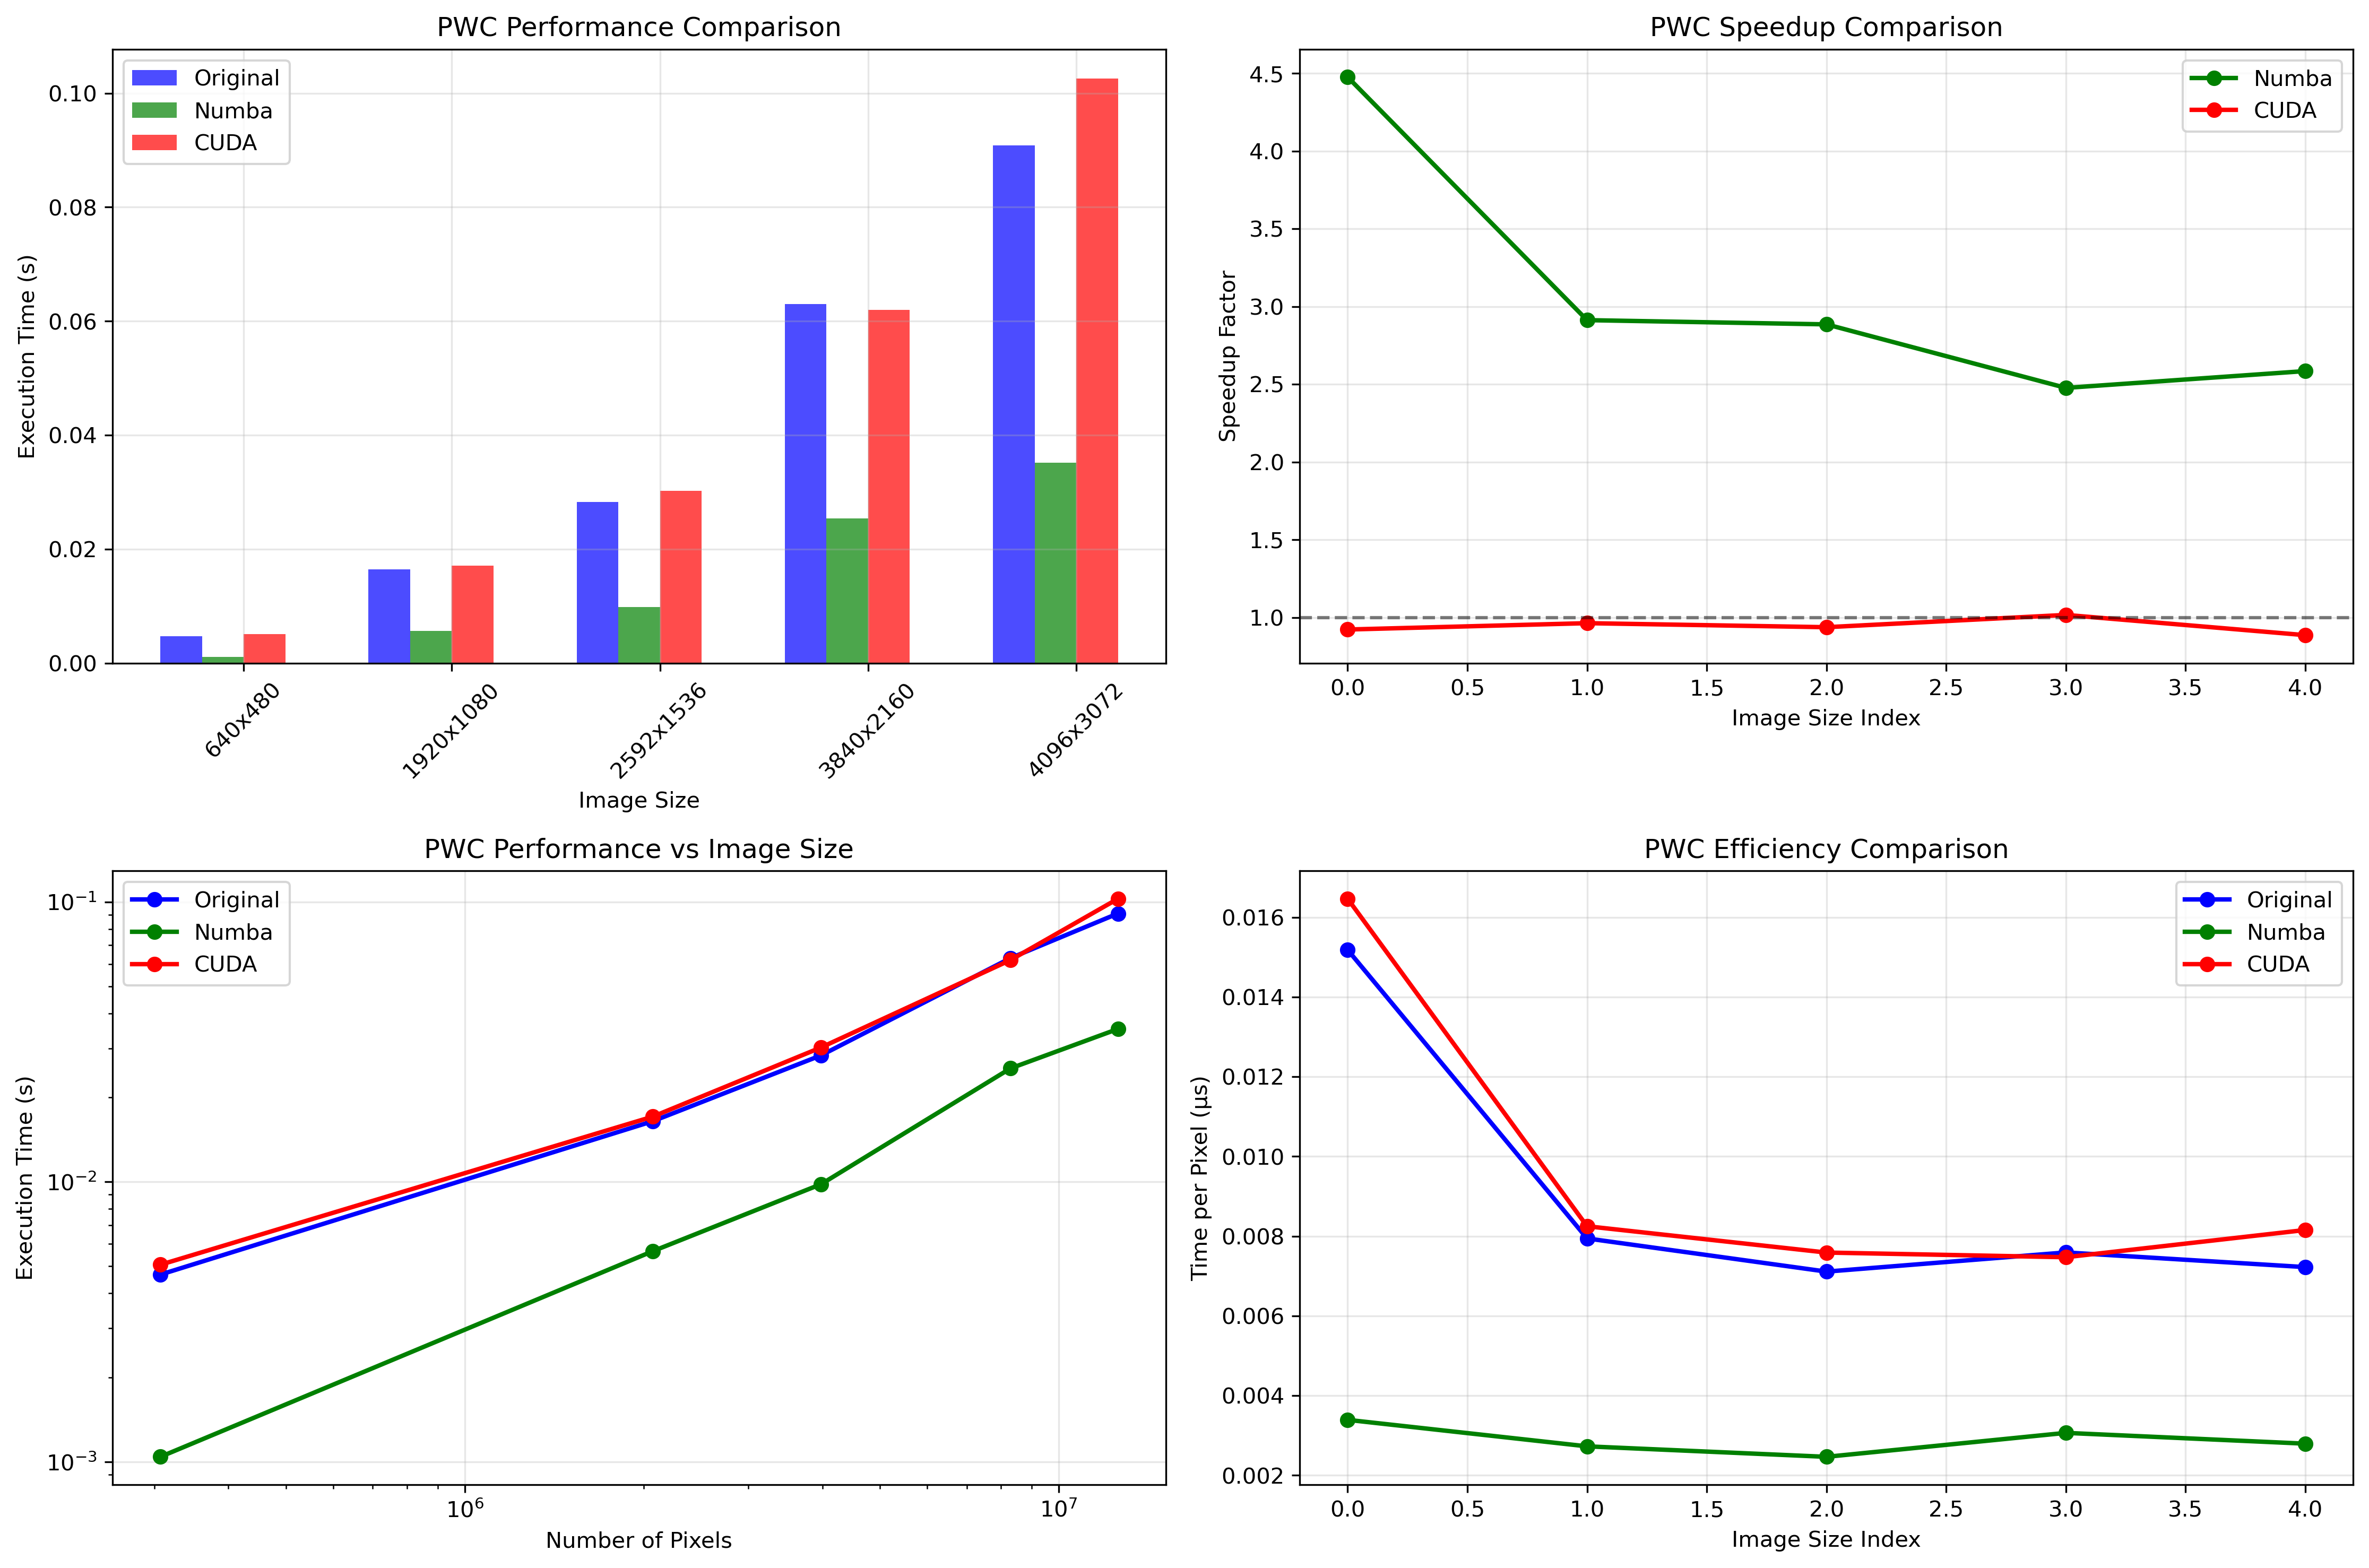 PWC Performance Comparison
Original
Numba
CUDA
Execution Time (s)
0.10
0.08
0.06
0.04
0.02
0.00
640x480
1920x1080
2592x1536
3840x2160
4096x3072
Image Size
PWC Speedup Comparison
Numba
CUDA
Speedup Factor
4.5
4.0
3.5
3.0
2.5
2.0
1.5
1.0
0.0 0.5 1.0 1.5 2.0 2.5 3.0 3.5 4.0
Image Size Index
PWC Performance vs Image Size
Original
Numba
CUDA
Execution Time (s)
10⁻¹
10⁻²
10⁻³
10⁶ 10⁷
Number of Pixels
PWC Efficiency Comparison
Original
Numba
CUDA
Time per Pixel (μs)
0.016
0.014
0.012
0.010
0.008
0.006
0.004
0.002
0.0 0.5 1.0 1.5 2.0 2.5 3.0 3.5 4.0
Image Size Index